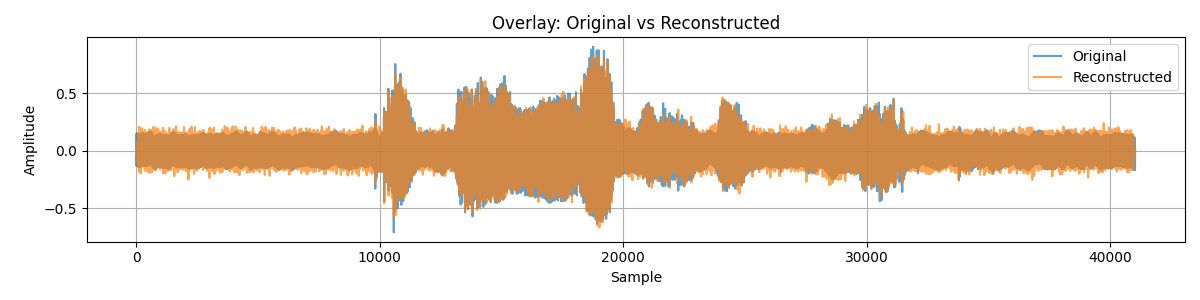 Overlay: Original vs Reconstructed
Original
Reconstructed
Amplitude
0.5
0.0
−0.5
0
10000
20000
30000
40000
Sample